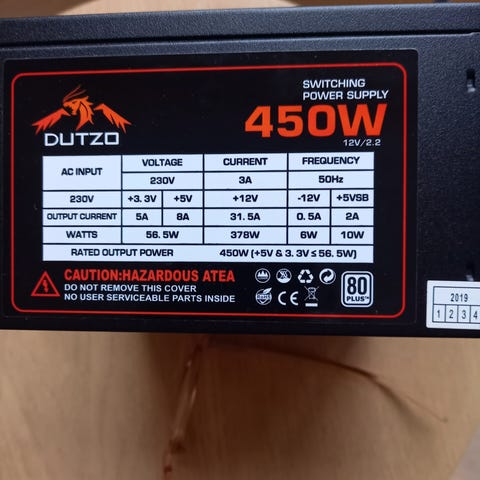 DUTZO
SWITCHING
POWER SUPPLY
450W
12V/2.2
AC INPUT VOLTAGE CURRENT FREQUENCY
230V 3A 50Hz
230V +3.3V +5V +12V -12V +5VSB
OUTPUT CURRENT 5A 8A 31.5A 0.5A 2A
WATTS 56.5W 378W 6W 10W
RATED OUTPUT POWER 450W (+5V & 3.3V ≤ 56.5W)
CAUTION:HAZARDOUS ATEA
DO NOT REMOVE THIS COVER
NO USER SERVICEABLE PARTS INSIDE
CE
80
PLUS
2019
1 2 3 4